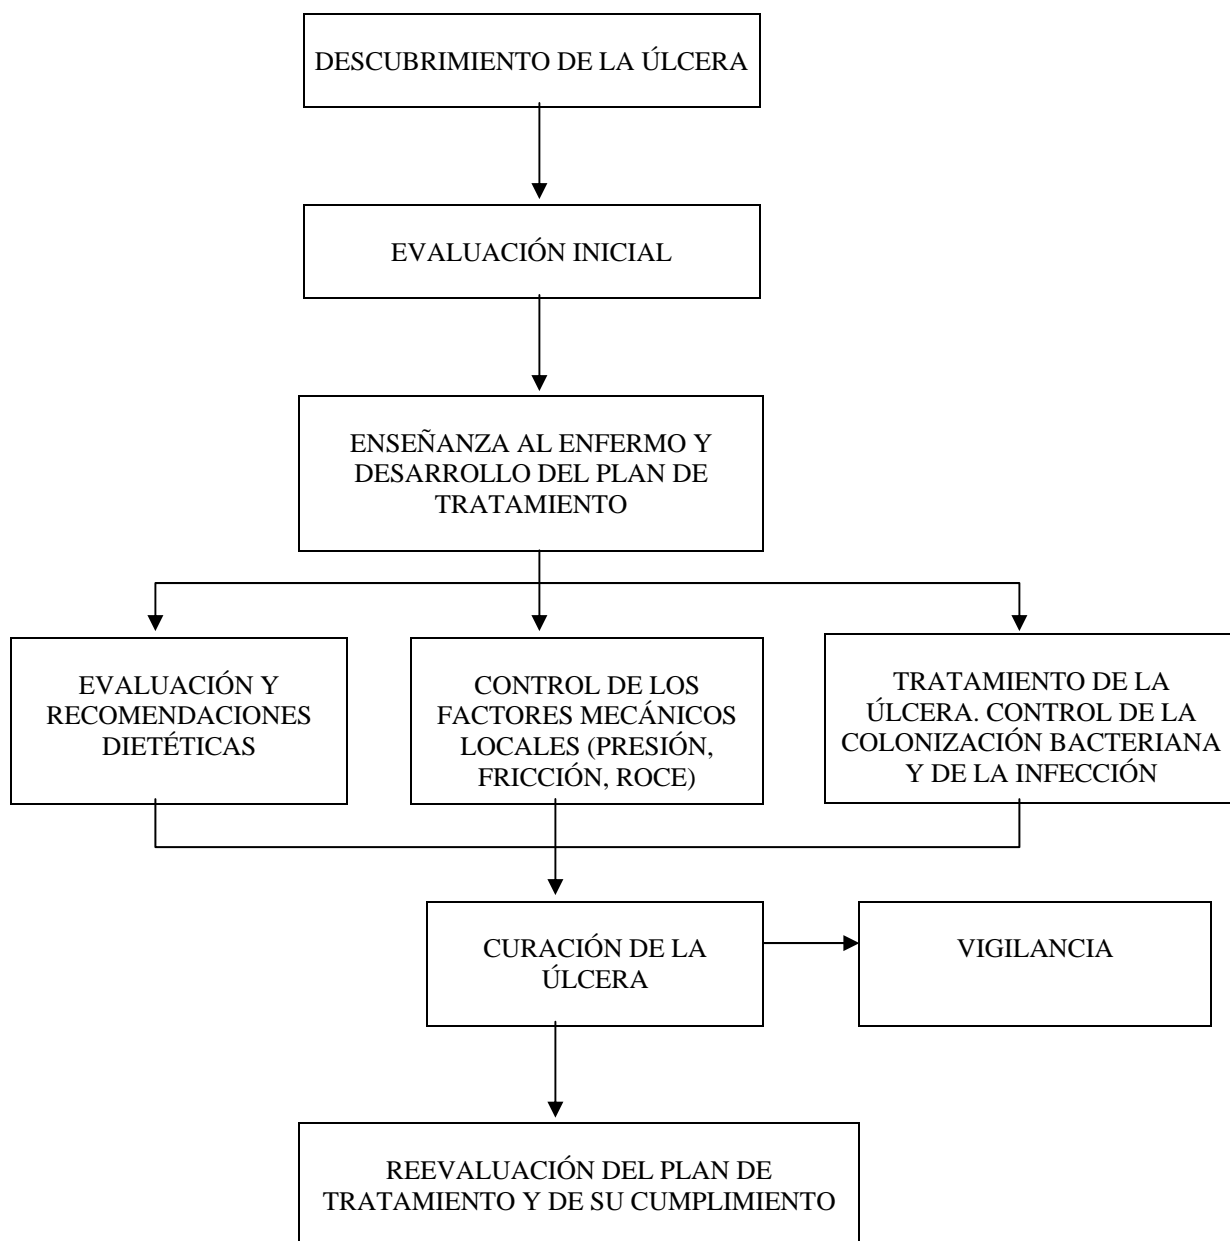 DESCUBRIMIENTO DE LA ÚLCERA
EVALUACIÓN INICIAL
ENSEÑANZA AL ENFERMO Y
DESARROLLO DEL PLAN DE
TRATAMIENTO
EVALUACIÓN Y
RECOMENDACIONES
DIETÉTICAS
CONTROL DE LOS
FACTORES MECÁNICOS
LOCALES (PRESIÓN,
FRICCIÓN, ROCE)
TRATAMIENTO DE LA
ÚLCERA. CONTROL DE LA
COLONIZACIÓN BACTERIANA
Y DE LA INFECCIÓN
CURACIÓN DE LA
ÚLCERA
VIGILANCIA
REEVALUACIÓN DEL PLAN DE
TRATAMIENTO Y DE SU CUMPLIMIENTO